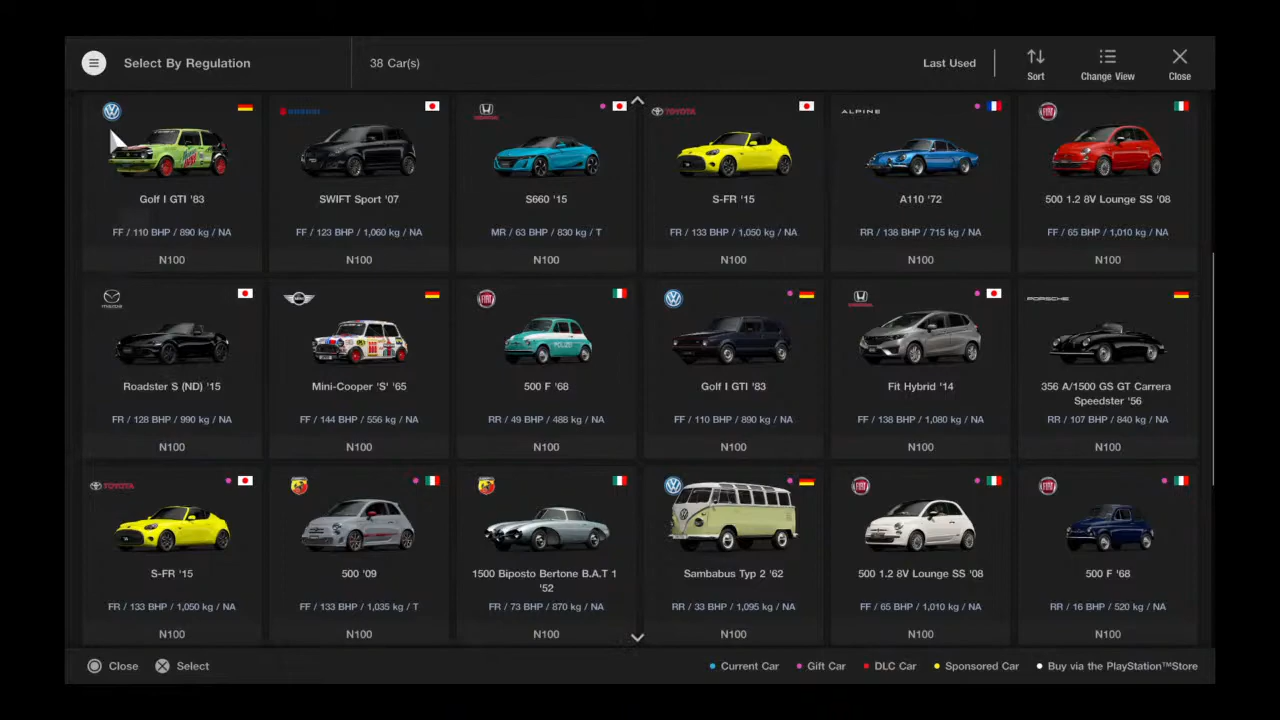 Select By Regulation
38 Car(s)
Last Used
Sort
Change View
Close
Golf I GTI '83
FF / 110 BHP / 890 kg / NA
N100
SWIFT Sport '07
FF / 123 BHP / 1,060 kg / NA
N100
HONDA
S660 '15
MR / 63 BHP / 830 kg / T
N100
TOYOTA
S-FR '15
FR / 133 BHP / 1,050 kg / NA
N100
ALPINE
A110 '72
RR / 138 BHP / 715 kg / NA
N100
FIAT
500 1.2 8V Lounge SS '08
FF / 65 BHP / 1,010 kg / NA
N100
mazda
Roadster S (ND) '15
FR / 128 BHP / 990 kg / NA
N100
Mini-Cooper 'S' '65
FF / 144 BHP / 556 kg / NA
N100
FIAT
500 F '68
RR / 49 BHP / 488 kg / NA
N100
Golf I GTI '83
FF / 110 BHP / 890 kg / NA
N100
HONDA
Fit Hybrid '14
FF / 138 BHP / 1,080 kg / NA
N100
PORSCHE
356 A/1500 GS GT Carrera
Speedster '56
RR / 107 BHP / 840 kg / NA
N100
TOYOTA
S-FR '15
FR / 133 BHP / 1,050 kg / NA
N100
500 '09
FF / 133 BHP / 1,035 kg / T
N100
1500 Biposto Bertone B.A.T 1
'52
FR / 73 BHP / 870 kg / NA
N100
Sambabus Typ 2 '62
RR / 33 BHP / 1,095 kg / NA
N100
FIAT
500 1.2 8V Lounge SS '08
FF / 65 BHP / 1,010 kg / NA
N100
FIAT
500 F '68
RR / 16 BHP / 520 kg / NA
N100
Close
Select
Current Car
Gift Car
DLC Car
Sponsored Car
Buy via the PlayStation™Store